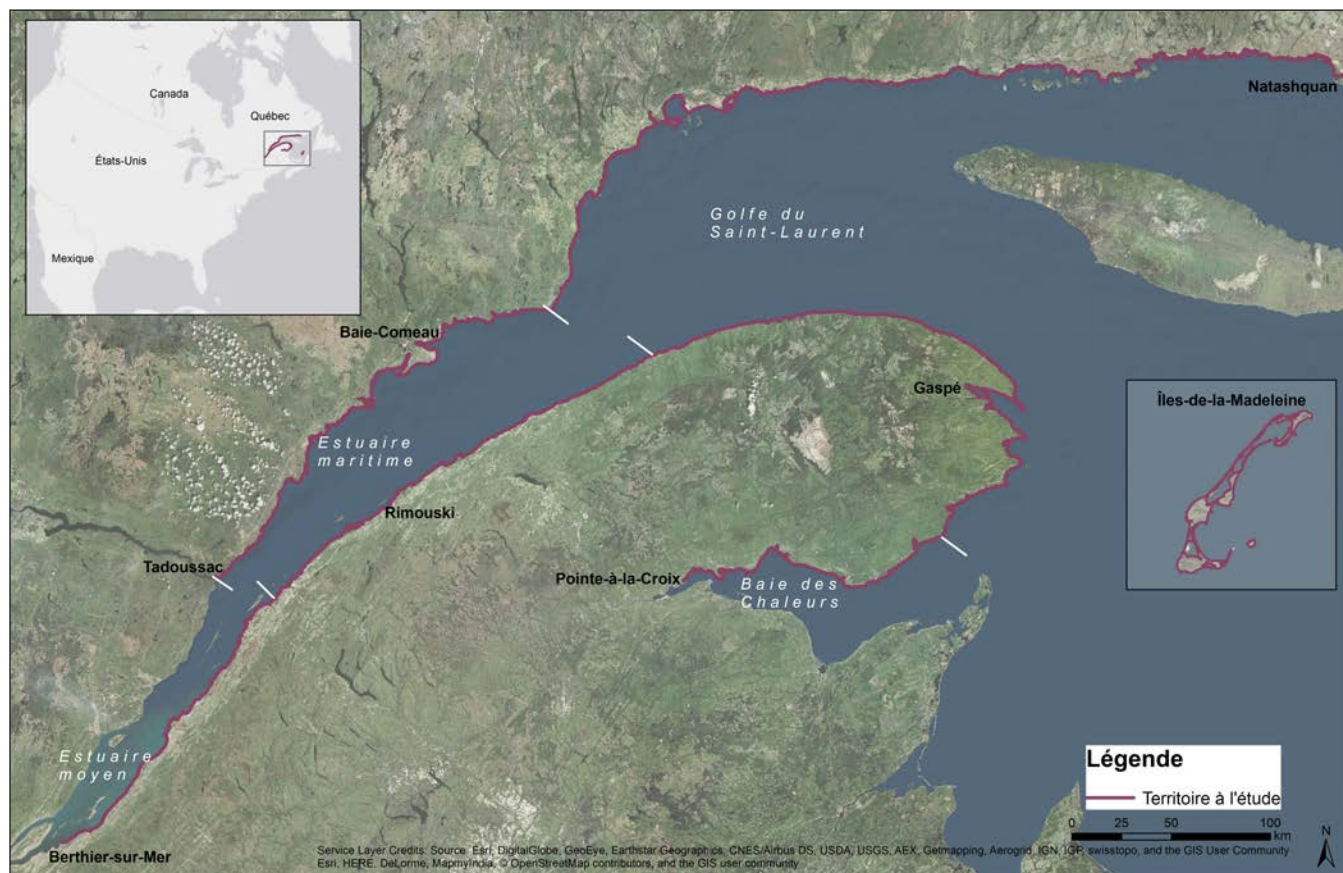 Canada
Québec
États-Unis
Mexique
Natashquan
Golfe du
Saint-Laurent
Baie-Comeau
Gaspé
Îles-de-la-Madeleine
Estuaire
maritime
Rimouski
Tadoussac
Pointe-à-la-Croix
Baie des
Chaleurs
Estuaire
moyen
Berthier-sur-Mer
Légende
Territoire à l'étude
0 25 50 100
km
N
Service Layer Credits: Source: Esri, DigitalGlobe, GeoEye, Earthstar Geographics, CNES/Airbus DS, USDA, USGS, AEX, Getmapping, Aerogrid, IGN, IGP, swisstopo, and the GIS User Community
Esri, HERE, DeLorme, MapmyIndia, © OpenStreetMap contributors, and the GIS user community